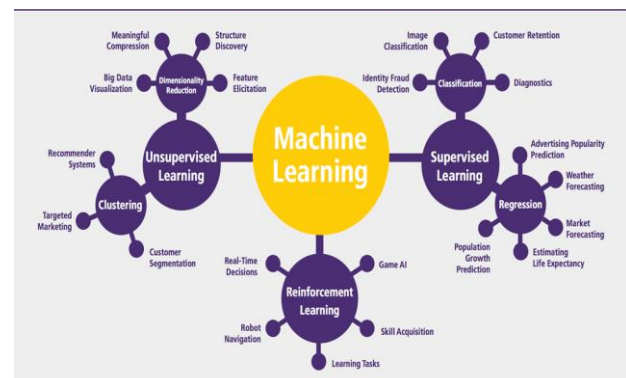 Machine
Learning
Unsupervised
Learning
Dimensionality
Reduction
Meaningful
Compression
Structure
Discovery
Big Data
Visualization
Feature
Elicitation
Clustering
Recommender
Systems
Targeted
Marketing
Customer
Segmentation
Supervised
Learning
Classification
Image
Classification
Customer Retention
Identity Fraud
Detection
Diagnostics
Regression
Advertising Popularity
Prediction
Weather
Forecasting
Market
Forecasting
Population
Growth
Prediction
Estimating
Life Expectancy
Reinforcement
Learning
Real-Time
Decisions
Game AI
Robot
Navigation
Skill Acquisition
Learning Tasks